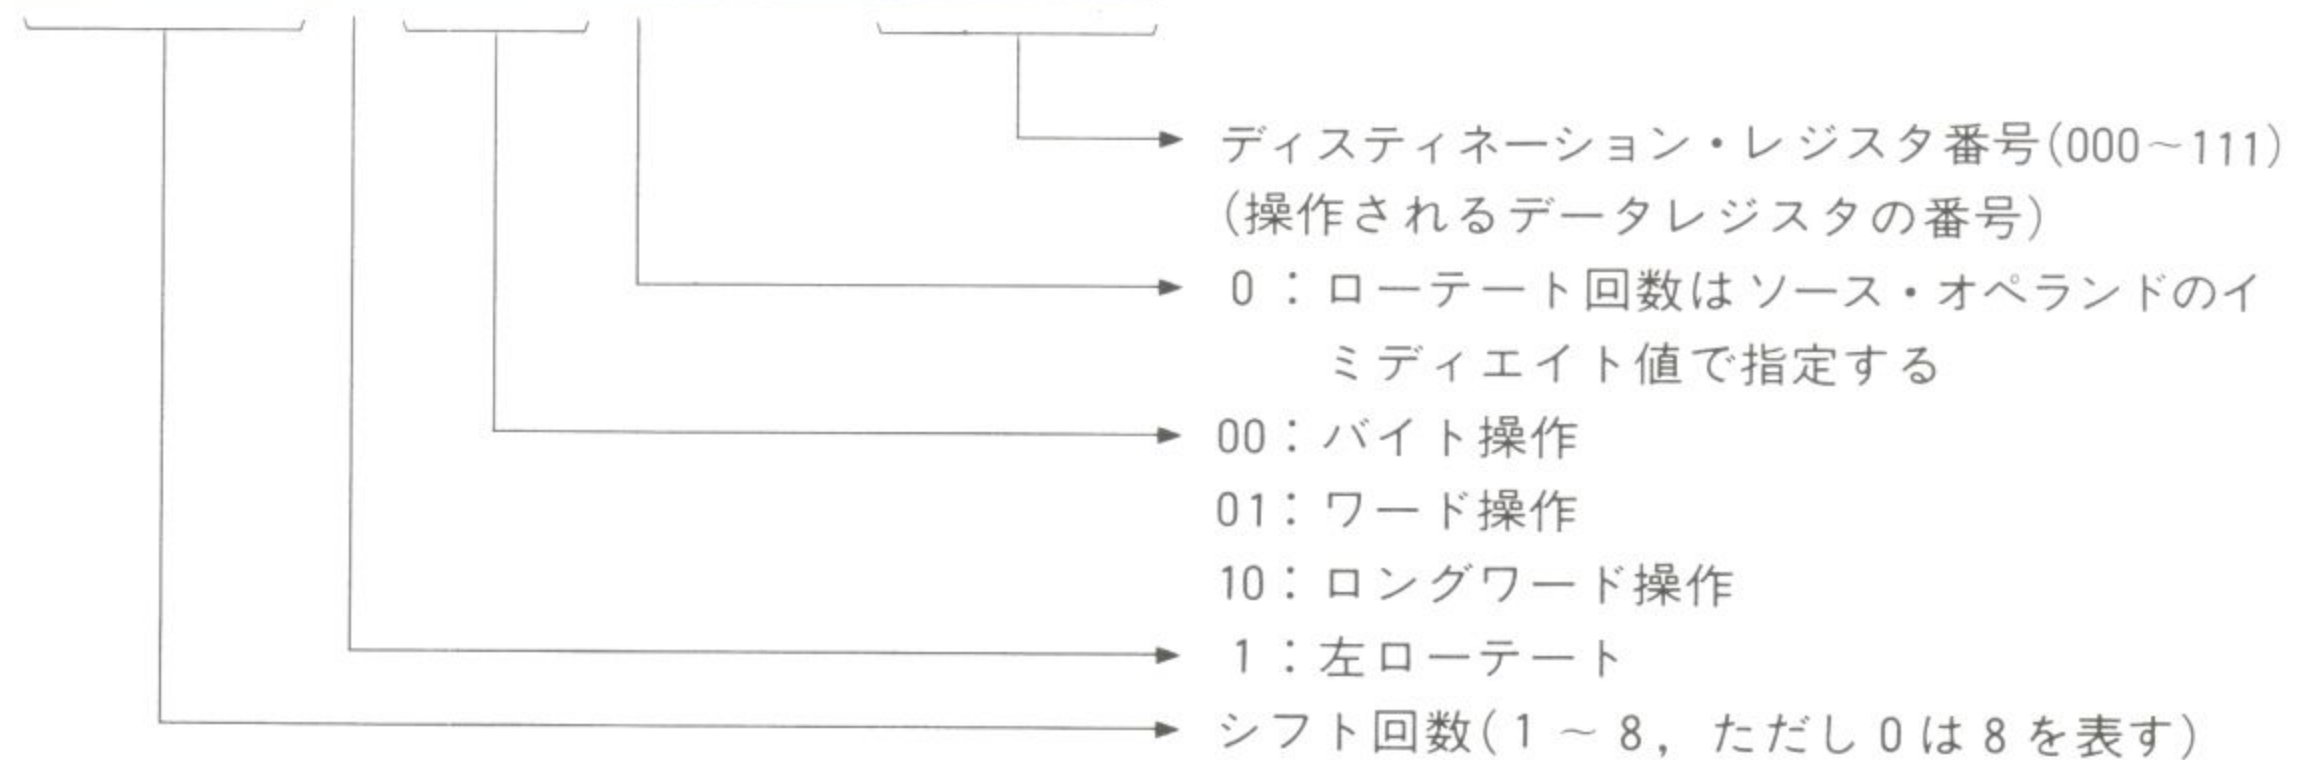 ディスティネーション・レジスタ番号(000～111)
(操作されるデータレジスタの番号)
0：ローテート回数はソース・オペランドのイ
ミディエイト値で指定する
00：バイト操作
01：ワード操作
10：ロングワード操作
1：左ローテート
シフト回数(1～8，ただし0は8を表す)